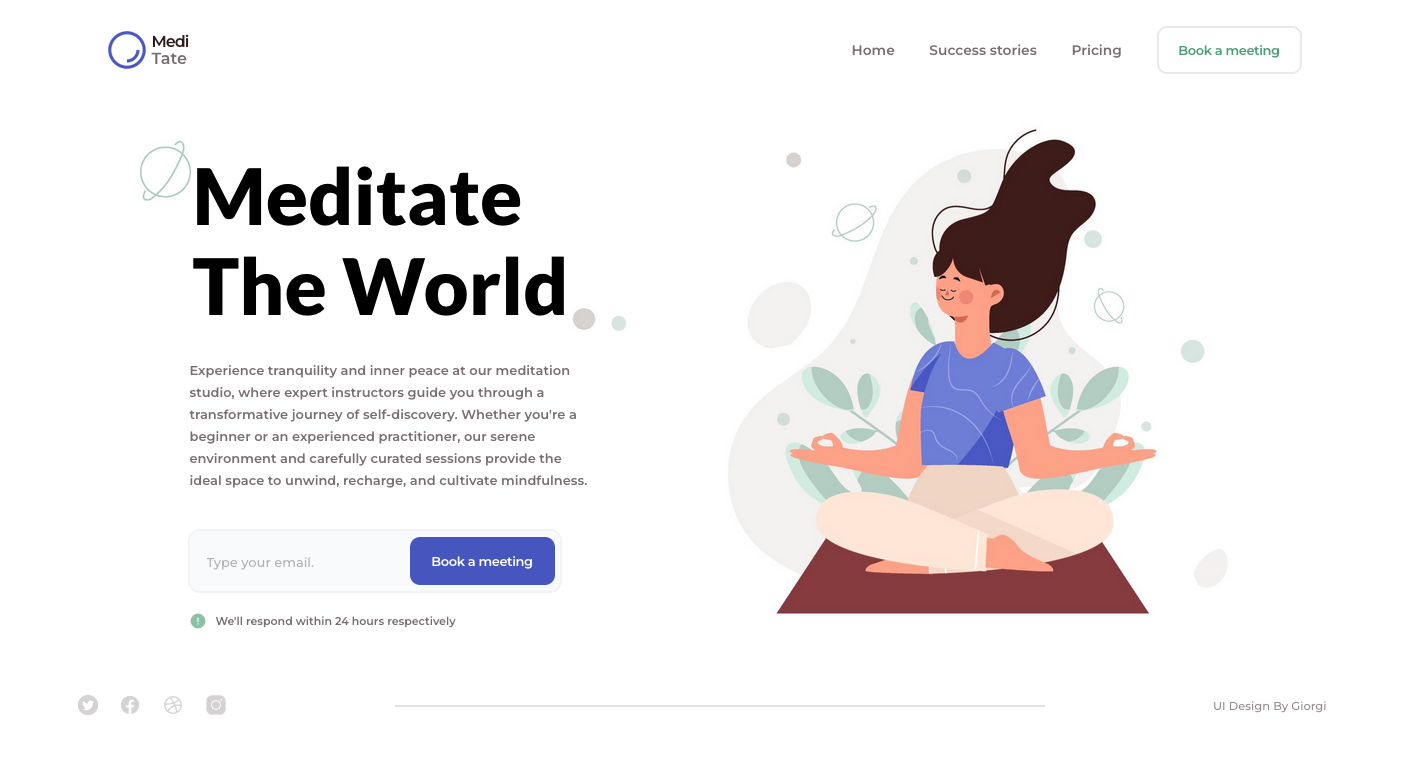 Medi
Tate
Home
Success stories
Pricing
Book a meeting
Meditate
The World
Experience tranquility and inner peace at our meditation
studio, where expert instructors guide you through a
transformative journey of self-discovery. Whether you're a
beginner or an experienced practitioner, our serene
environment and carefully curated sessions provide the
ideal space to unwind, recharge, and cultivate mindfulness.
Type your email.
Book a meeting
We'll respond within 24 hours respectively
UI Design By Giorgi